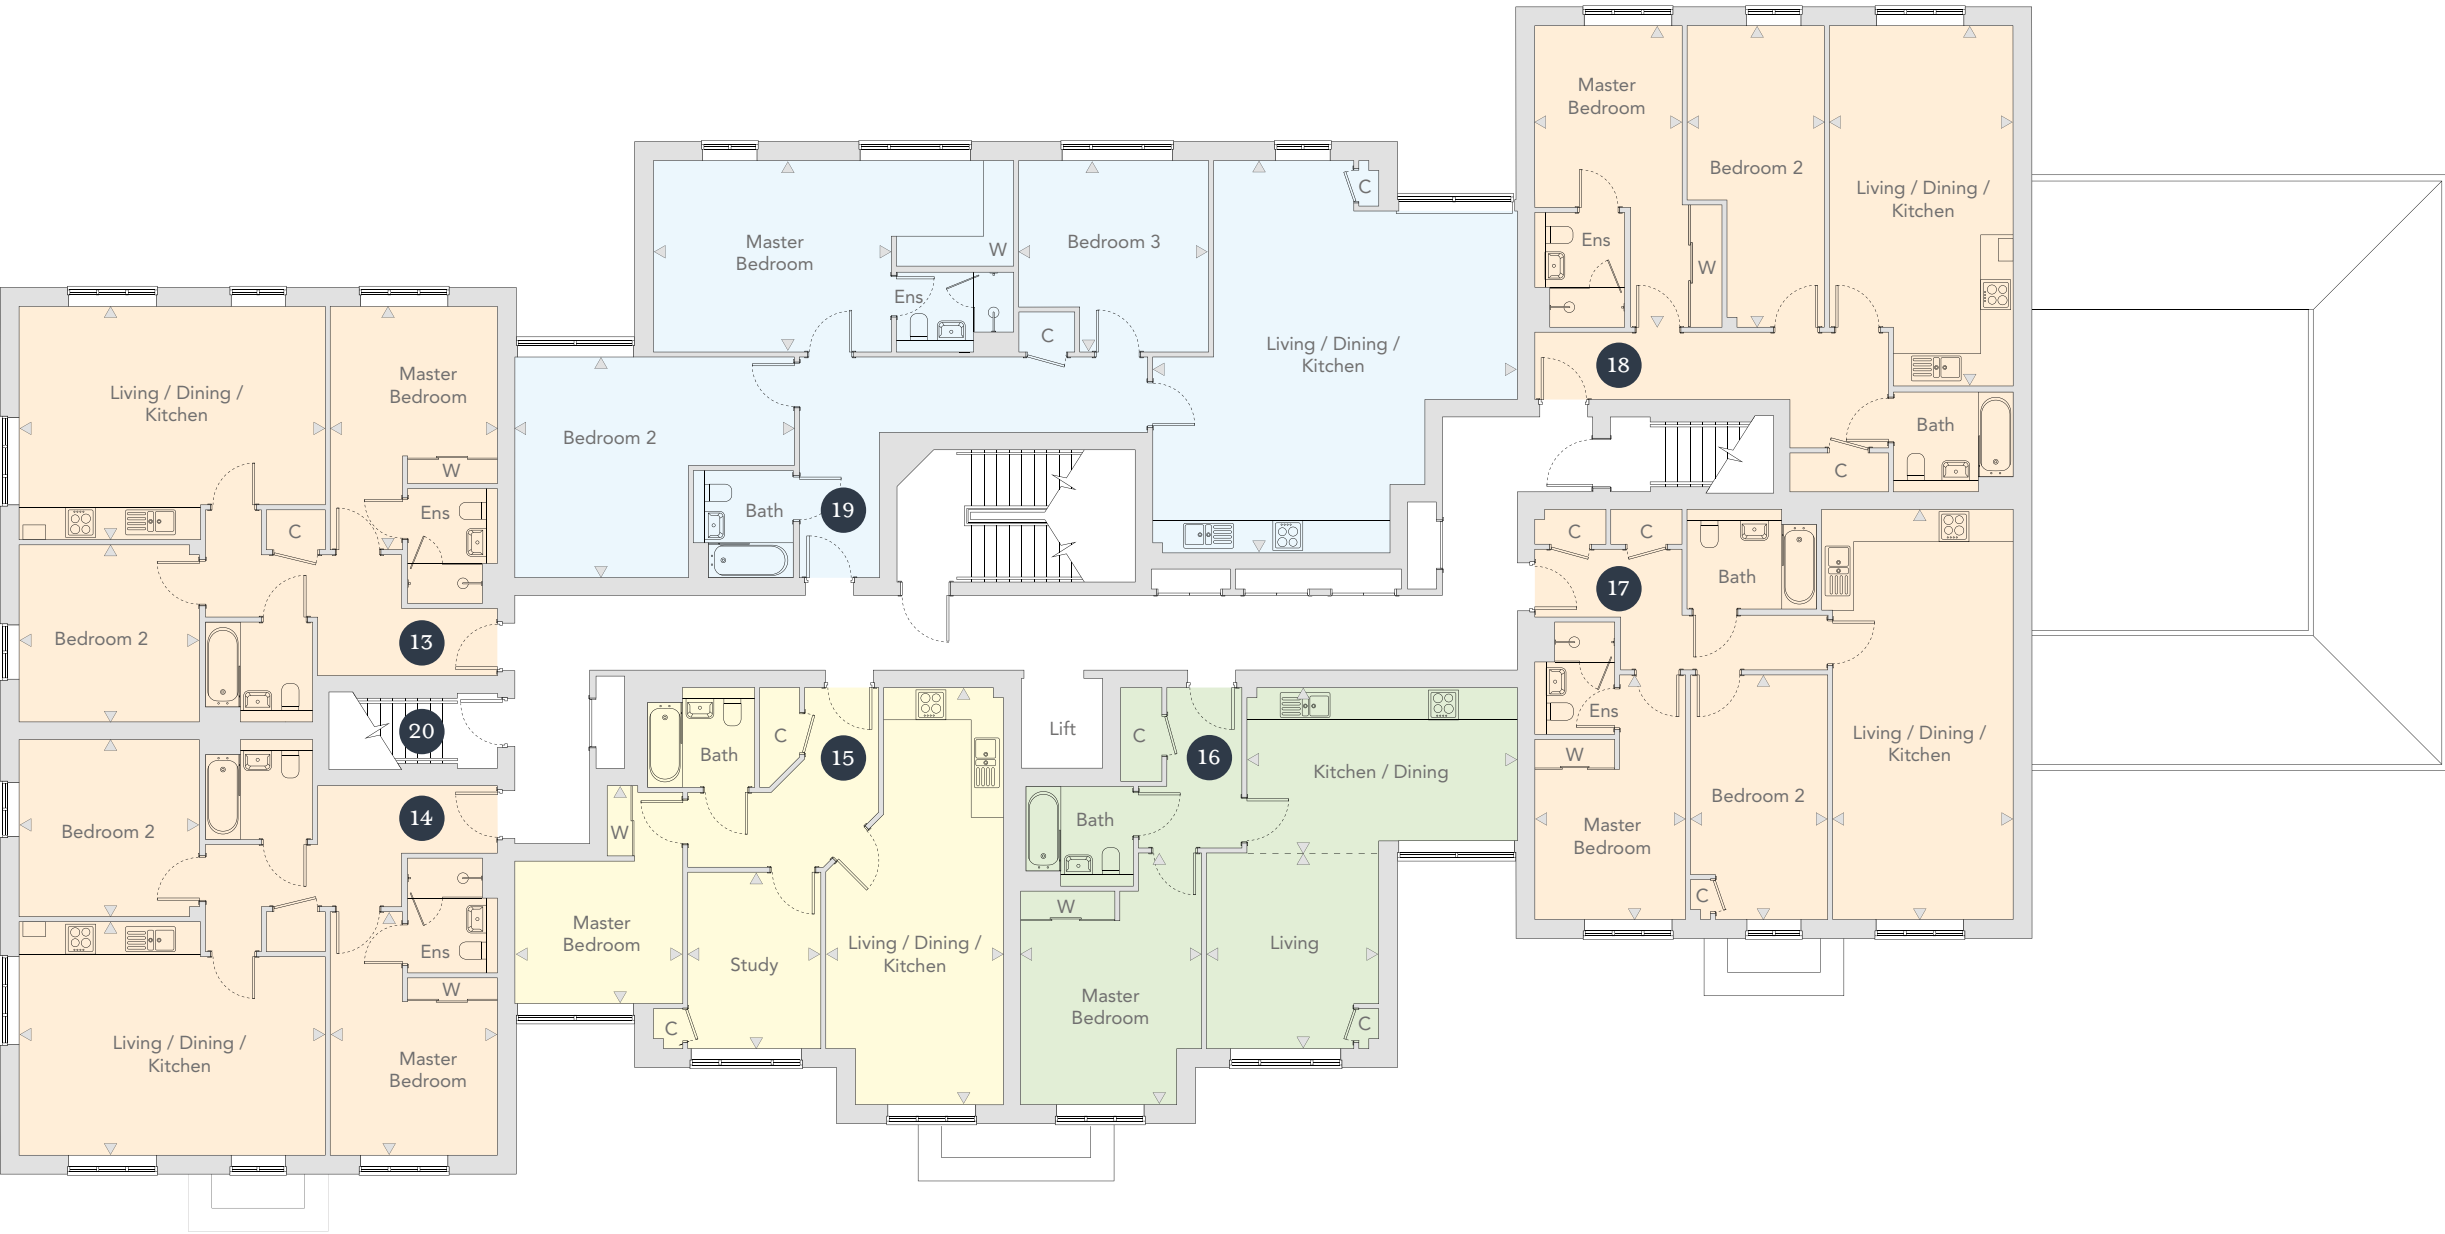 Master
Bedroom
Bedroom 2
Living / Dining /
Kitchen
Ens
W
18
Bath
C
Master
Bedroom
W
Ens
Bedroom 3
C
C
Living / Dining /
Kitchen
Bedroom 2
Bath
19
Living / Dining /
Kitchen
Master
Bedroom
W
Ens
C
Bedroom 2
13
20
Bedroom 2
14
Ens
W
Living / Dining /
Kitchen
Master
Bedroom
Bath
C
15
W
Master
Bedroom
Study
Living / Dining /
Kitchen
C
Lift
C
16
Kitchen / Dining
Bath
W
Living
Master
Bedroom
C
C
C
17
Bath
Ens
W
Living / Dining /
Kitchen
Bedroom 2
Master
Bedroom
C